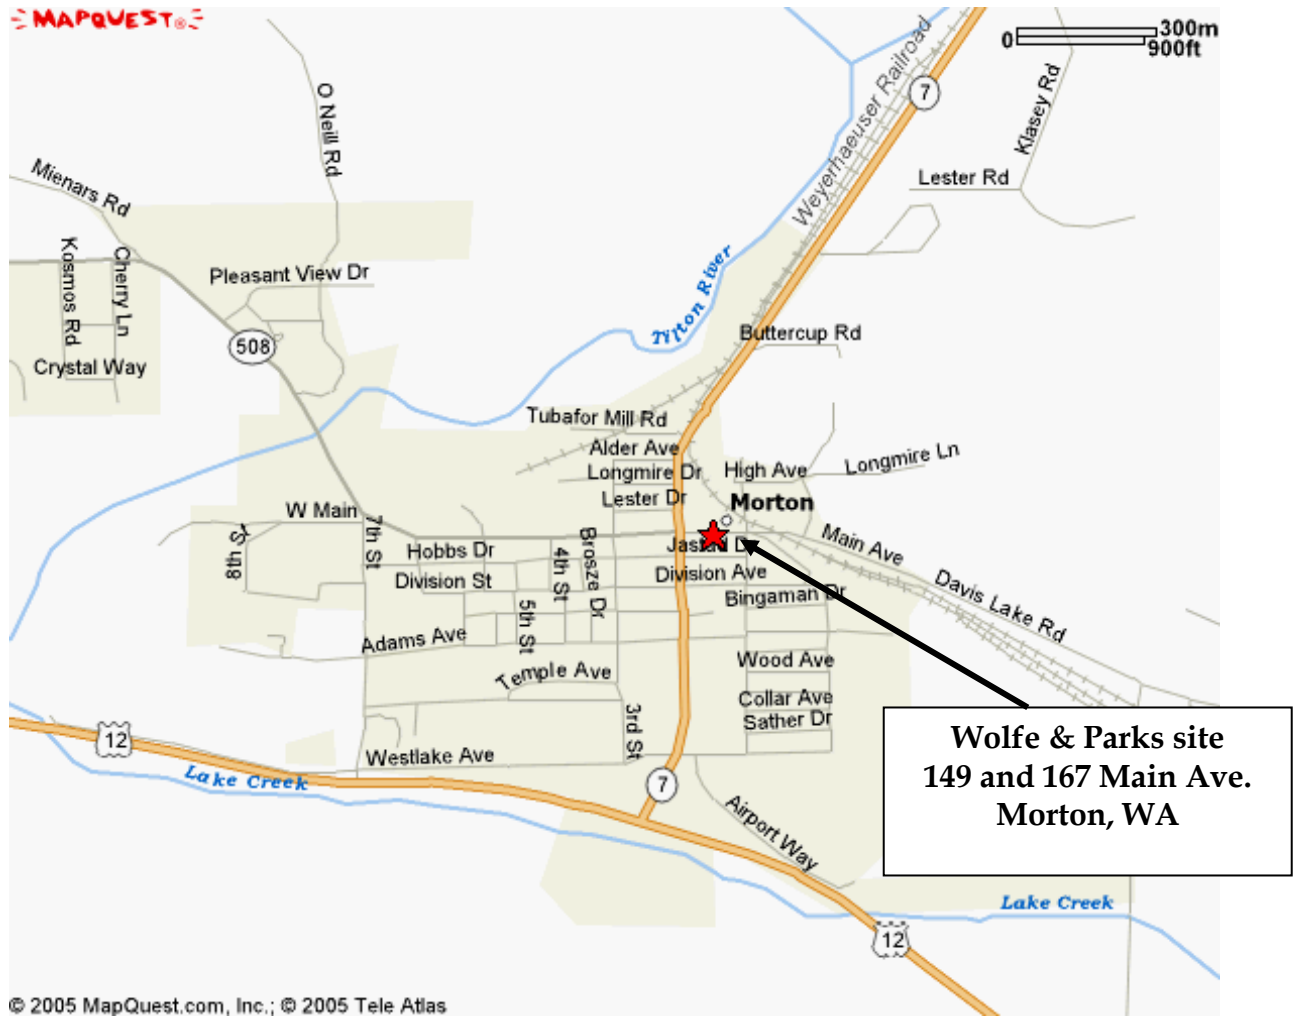 MAPQUEST®
0
300m
900ft
Weyerhaeuser Railroad
7
Klasey Rd
Lester Rd
O Neill Rd
Mienars Rd
Kosmos Rd
Cherry Ln
Pleasant View Dr
508
Crystal Way
Tilton River
Buttercup Rd
Tubafor Mill Rd
Alder Ave
Longmire Dr
High Ave
Longmire Ln
Lester Dr
Morton
W Main
7th St
8th St
Hobbs Dr
Brosze Dr
4th St
Jastad D
Main Ave
Division St
Division Ave
Davis Lake Rd
5th St
Bingaman Dr
Adams Ave
Temple Ave
Wood Ave
3rd St
Collar Ave
Sather Dr
12
Westlake Ave
Lake Creek
7
Airport Way
Wolfe & Parks site
149 and 167 Main Ave.
Morton, WA
Lake Creek
12
© 2005 MapQuest.com, Inc.; © 2005 Tele Atlas